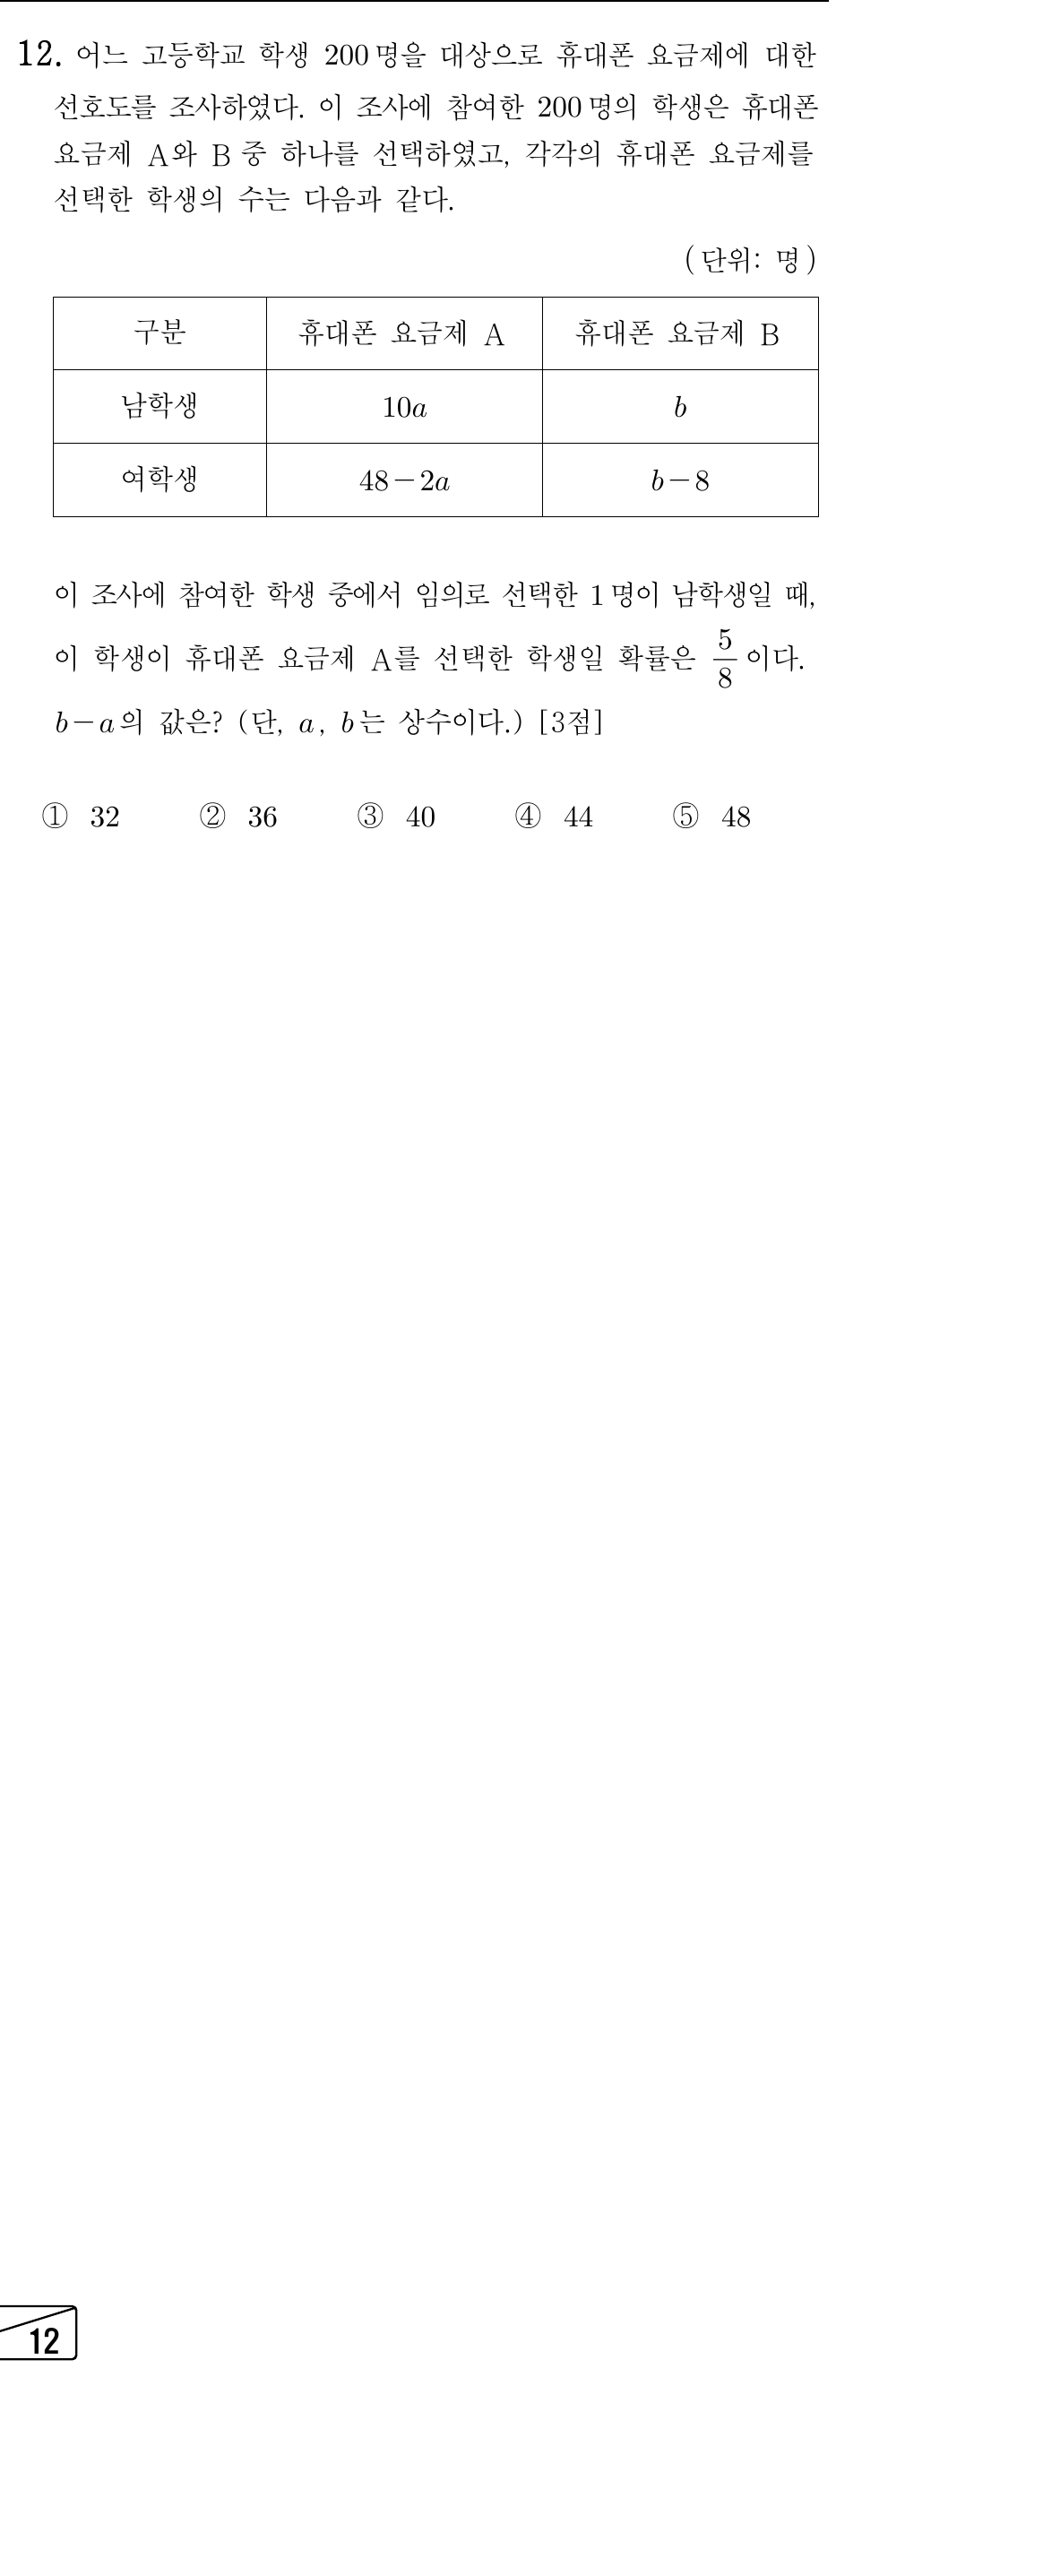 12. 어느 고등학교 학생 200명을 대상으로 휴대폰 요금제에 대한
선호도를 조사하였다. 이 조사에 참여한 200명의 학생은 휴대폰
요금제 A와 B 중 하나를 선택하였고, 각각의 휴대폰 요금제를
선택한 학생의 수는 다음과 같다.
(단위: 명)
구분 휴대폰 요금제 A 휴대폰 요금제 B
남학생 10a b
여학생 48-2a b-8
이 조사에 참여한 학생 중에서 임의로 선택한 1명이 남학생일 때,
이 학생이 휴대폰 요금제 A를 선택한 학생일 확률은 5/8 이다.
b-a의 값은? (단, a, b는 상수이다.) [3점]
① 32 ② 36 ③ 40 ④ 44 ⑤ 48
12